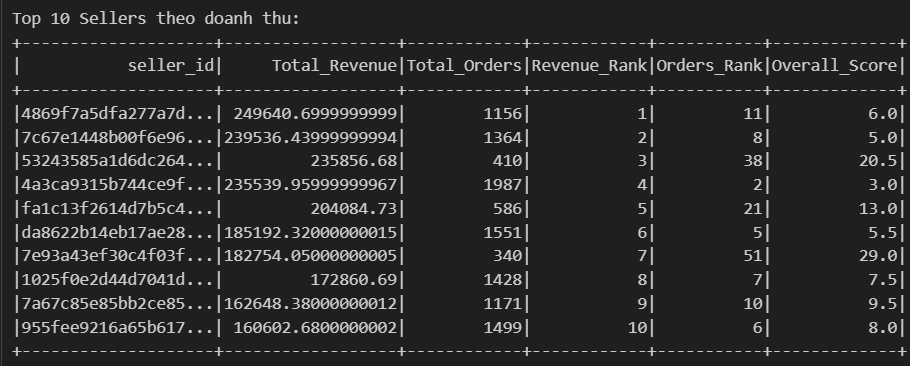 Top 10 Sellers theo doanh thu:
+--------------------+------------------+------------+------------+-----------+-------------+
|           seller_id|     Total_Revenue|Total_Orders|Revenue_Rank|Orders_Rank|Overall_Score|
+--------------------+------------------+------------+------------+-----------+-------------+
|4869f7a5dfa277a7d...| 249640.6999999999|        1156|           1|         11|          6.0|
|7c67e1448b00f6e96...|239536.43999999994|        1364|           2|          8|          5.0|
|53243585a1d6dc264...|         235856.68|         410|           3|         38|         20.5|
|4a3ca9315b744ce9f...|235539.95999999967|        1987|           4|          2|          3.0|
|fa1c13f2614d7b5c4...|         204084.73|         586|           5|         21|         13.0|
|da8622b14eb17ae28...|185192.32000000015|        1551|           6|          5|          5.5|
|7e93a43ef30c4f03f...|182754.05000000005|         340|           7|         51|         29.0|
|1025f0e2d44d7041d...|         172860.69|        1428|           8|          7|          7.5|
|7a67c85e85bb2ce85...|162648.38000000012|        1171|           9|         10|          9.5|
|955fee9216a65b617...| 160602.6800000002|        1499|          10|          6|          8.0|
+--------------------+------------------+------------+------------+-----------+-------------+